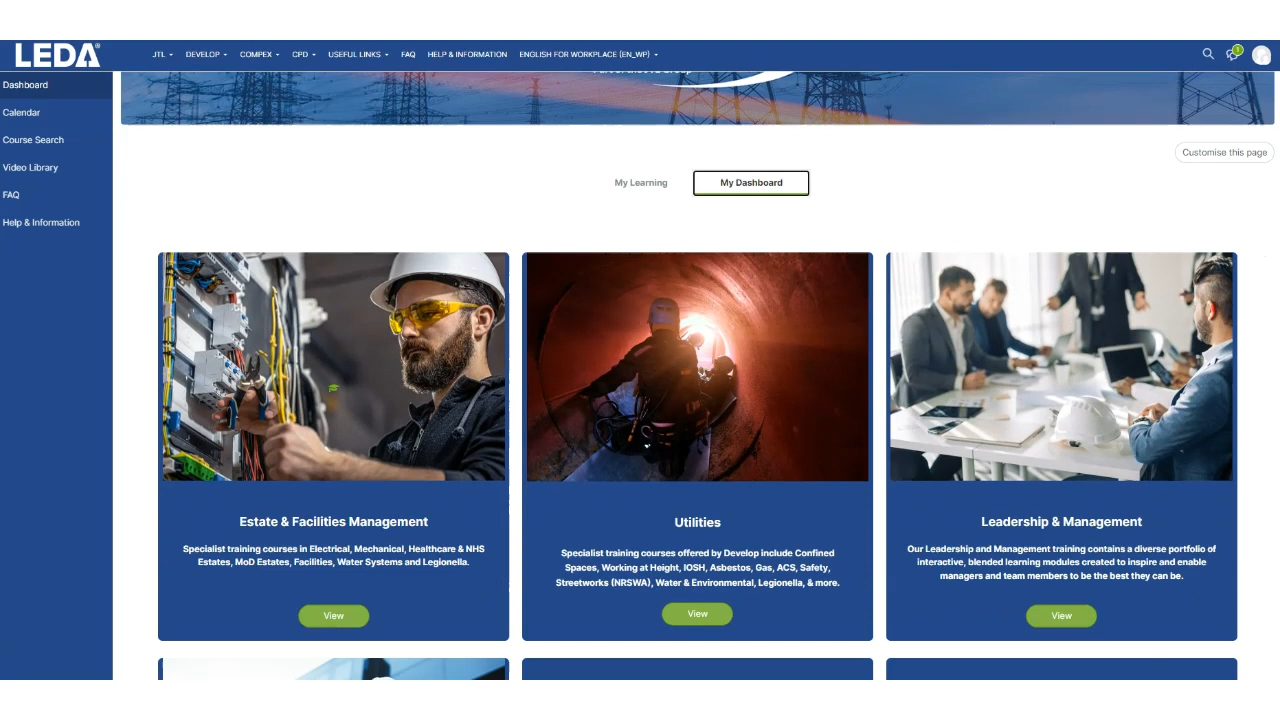 LEDA®
JTL DEVELOP COMPEX CPD USEFUL LINKS FAQ HELP & INFORMATION ENGLISH FOR WORKPLACE (EN_WP)
1
Dashboard
Calendar
Course Search
Video Library
FAQ
Help & Information
Customise this page
My Learning
My Dashboard
Estate & Facilities Management
Specialist training courses in Electrical, Mechanical, Healthcare & NHS
Estates, MoD Estates, Facilities, Water Systems and Legionella.
View
Utilities
Specialist training courses offered by Develop include Confined
Spaces, Working at Height, IOSH, Asbestos, Gas, ACS, Safety,
Streetworks (NRSWA), Water & Environmental, Legionella, & more.
View
Leadership & Management
Our Leadership and Management training contains a diverse portfolio of
interactive, blended learning modules created to inspire and enable
managers and team members to be the best they can be.
View